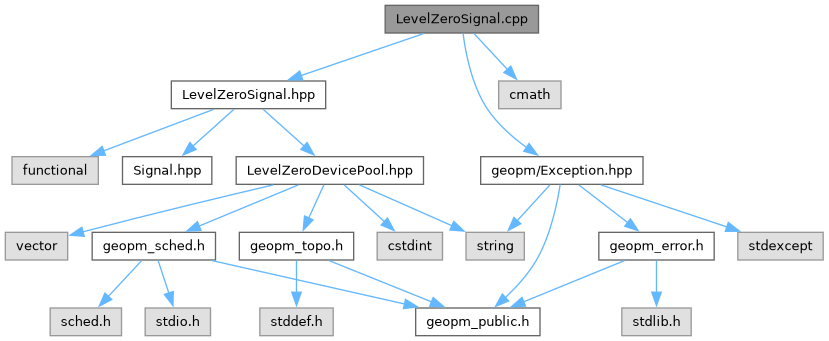 LevelZeroSignal.cpp
LevelZeroSignal.hpp
cmath
functional
Signal.hpp
LevelZeroDevicePool.hpp
geopm/Exception.hpp
vector
geopm_sched.h
geopm_topo.h
cstdint
string
geopm_error.h
stdexcept
sched.h
stdio.h
stddef.h
geopm_public.h
stdlib.h